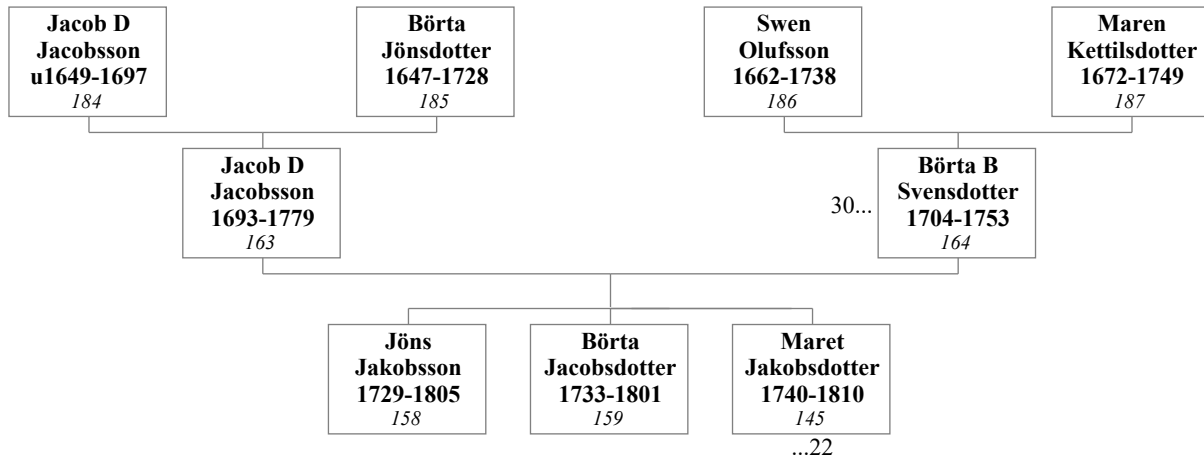 Jacob D
Jacobsson
u1649-1697
184
Börta
Jönsdotter
1647-1728
185
Swen
Olufsson
1662-1738
186
Maren
Kettilsdotter
1672-1749
187
Jacob D
Jacobsson
1693-1779
163
30...
Börta B
Svensdotter
1704-1753
164
Jöns
Jakobsson
1729-1805
158
Börta
Jacobsdotter
1733-1801
159
Maret
Jakobsdotter
1740-1810
145
...22